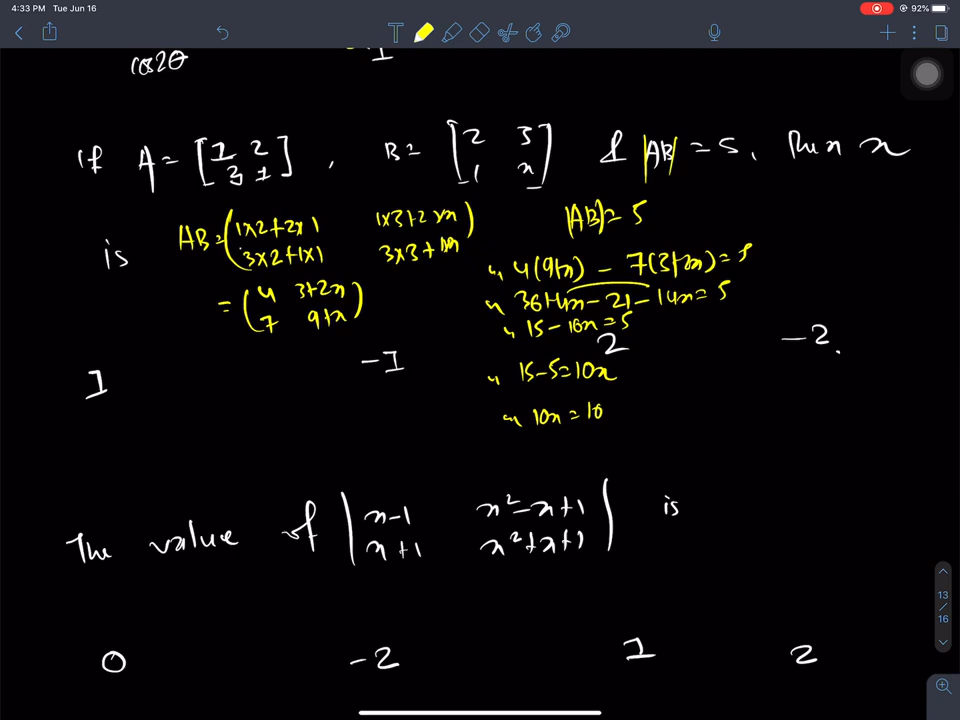 4:33 PM Tue Jun 16
92%
cos2θ
If A = [1 2
3 1], B = [2 3
1 x] & |AB| = 5, then x
is
AB = (1×2+2×1 1×3+2×x)
3×2+1×1 3×3+1×x
= (4 3+2x)
7 9+x
|AB| = 5
4(9+x) - 7(3+2x) = 5
36+4x-21-14x = 5
15-10x=5
15-5=10x
10x = 10
1 -1 2 -2.
The value of |x-1 x²-x+1| is
x+1 x²+x+1
0 -2 1 2
13
/
16